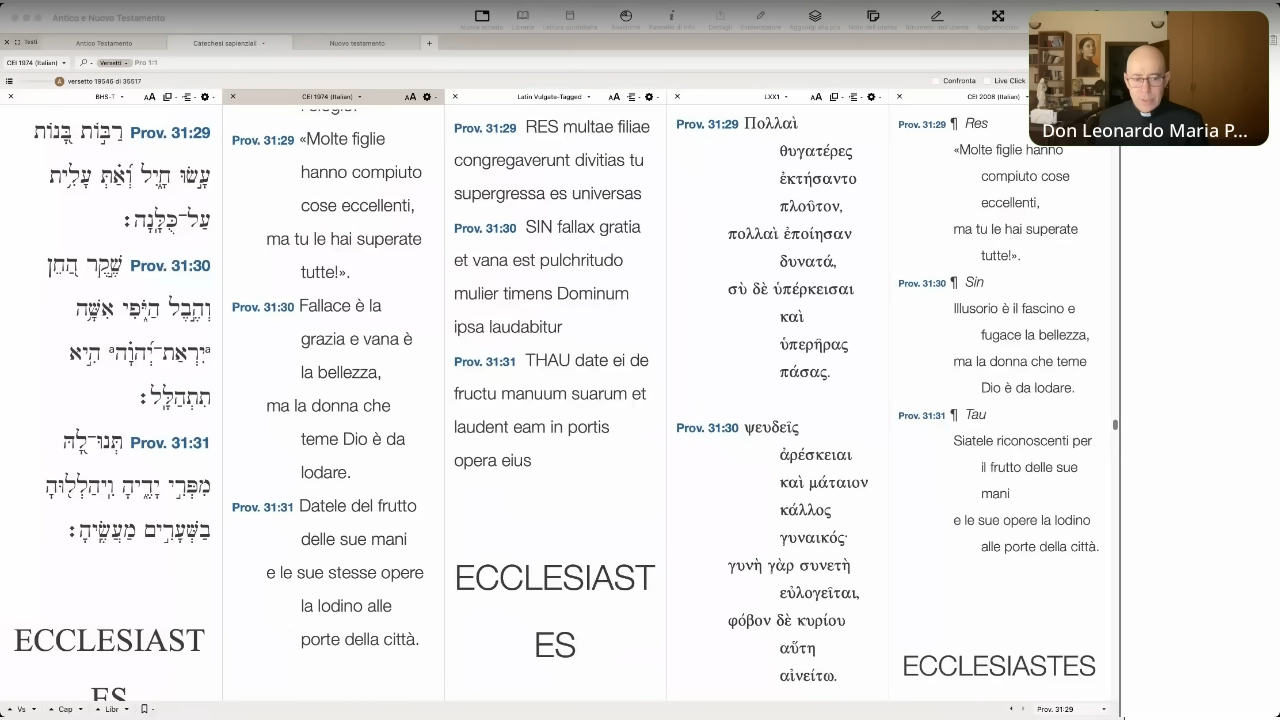 Antico e Nuovo Testamento
Testi
Antico Testamento
Catechesi sapienziali
Nuovo testamento
CEI 1974 (Italian)
Versetti
Pro 1:1
versetto 19546 di 35517
Confronta
Live Click
BHS-T
CEI 1974 (Italian)
Latin Vulgate-Tagged
LXX1
CEI 2008 (Italian)
Don Leonardo Maria P...
Prov. 31:29 רַבּ֣וֹת בָּ֭נוֹת
עָ֣שׂוּ חָ֑יִל וְ֝אַ֗תְּ עָלִ֥ית
עַל־כֻּלָּֽנָה׃
Prov. 31:30 שֶׁ֣קֶר הַ֭חֵן
וְהֶ֣בֶל הַיֹּ֑פִי אִשָּׁ֥ה
ᵃיִרְאַת־יְ֝הוָ֗הᵃ הִ֣יא
תִתְהַלָּֽל׃
Prov. 31:31 תְּנוּ־לָ֭הּ
מִפְּרִ֣י יָדֶ֑יהָ וִֽיהַלְל֖וּהָ
בַשְּׁעָרִ֣ים מַעֲשֶֽׂיהָ׃
ECCLESIAST
ES
Prov. 31:29 «Molte figlie
hanno compiuto
cose eccellenti,
ma tu le hai superate
tutte!».
Prov. 31:30 Fallace è la
grazia e vana è
la bellezza,
ma la donna che
teme Dio è da
lodare.
Prov. 31:31 Datele del frutto
delle sue mani
e le sue stesse opere
la lodino alle
porte della città.
Prov. 31:29 RES multae filiae
congregaverunt divitias tu
supergressa es universas
Prov. 31:30 SIN fallax gratia
et vana est pulchritudo
mulier timens Dominum
ipsa laudabitur
Prov. 31:31 THAU date ei de
fructu manuum suarum et
laudent eam in portis
opera eius
ECCLESIAST
ES
Prov. 31:29 Πολλαὶ
θυγατέρες
ἐκτήσαντο
πλοῦτον,
πολλαὶ ἐποίησαν
δυνατά,
σὺ δὲ ὑπέρκεισαι
καὶ
ὑπερῆρας
πάσας.
Prov. 31:30 ψευδεῖς
ἀρέσκειαι
καὶ μάταιον
κάλλος
γυναικός·
γυνὴ γὰρ συνετὴ
εὐλογεῖται,
φόβον δὲ κυρίου
αὕτη
αἰνείτω.
Prov. 31:29 ¶ Res
«Molte figlie hanno
compiuto cose
eccellenti,
ma tu le hai superate
tutte!».
Prov. 31:30 ¶ Sin
Illusorio è il fascino e
fugace la bellezza,
ma la donna che teme
Dio è da lodare.
Prov. 31:31 ¶ Tau
Siatele riconoscenti per
il frutto delle sue
mani
e le sue opere la lodino
alle porte della città.
ECCLESIASTES
Vs
Cap
Libr
Prov. 31:29